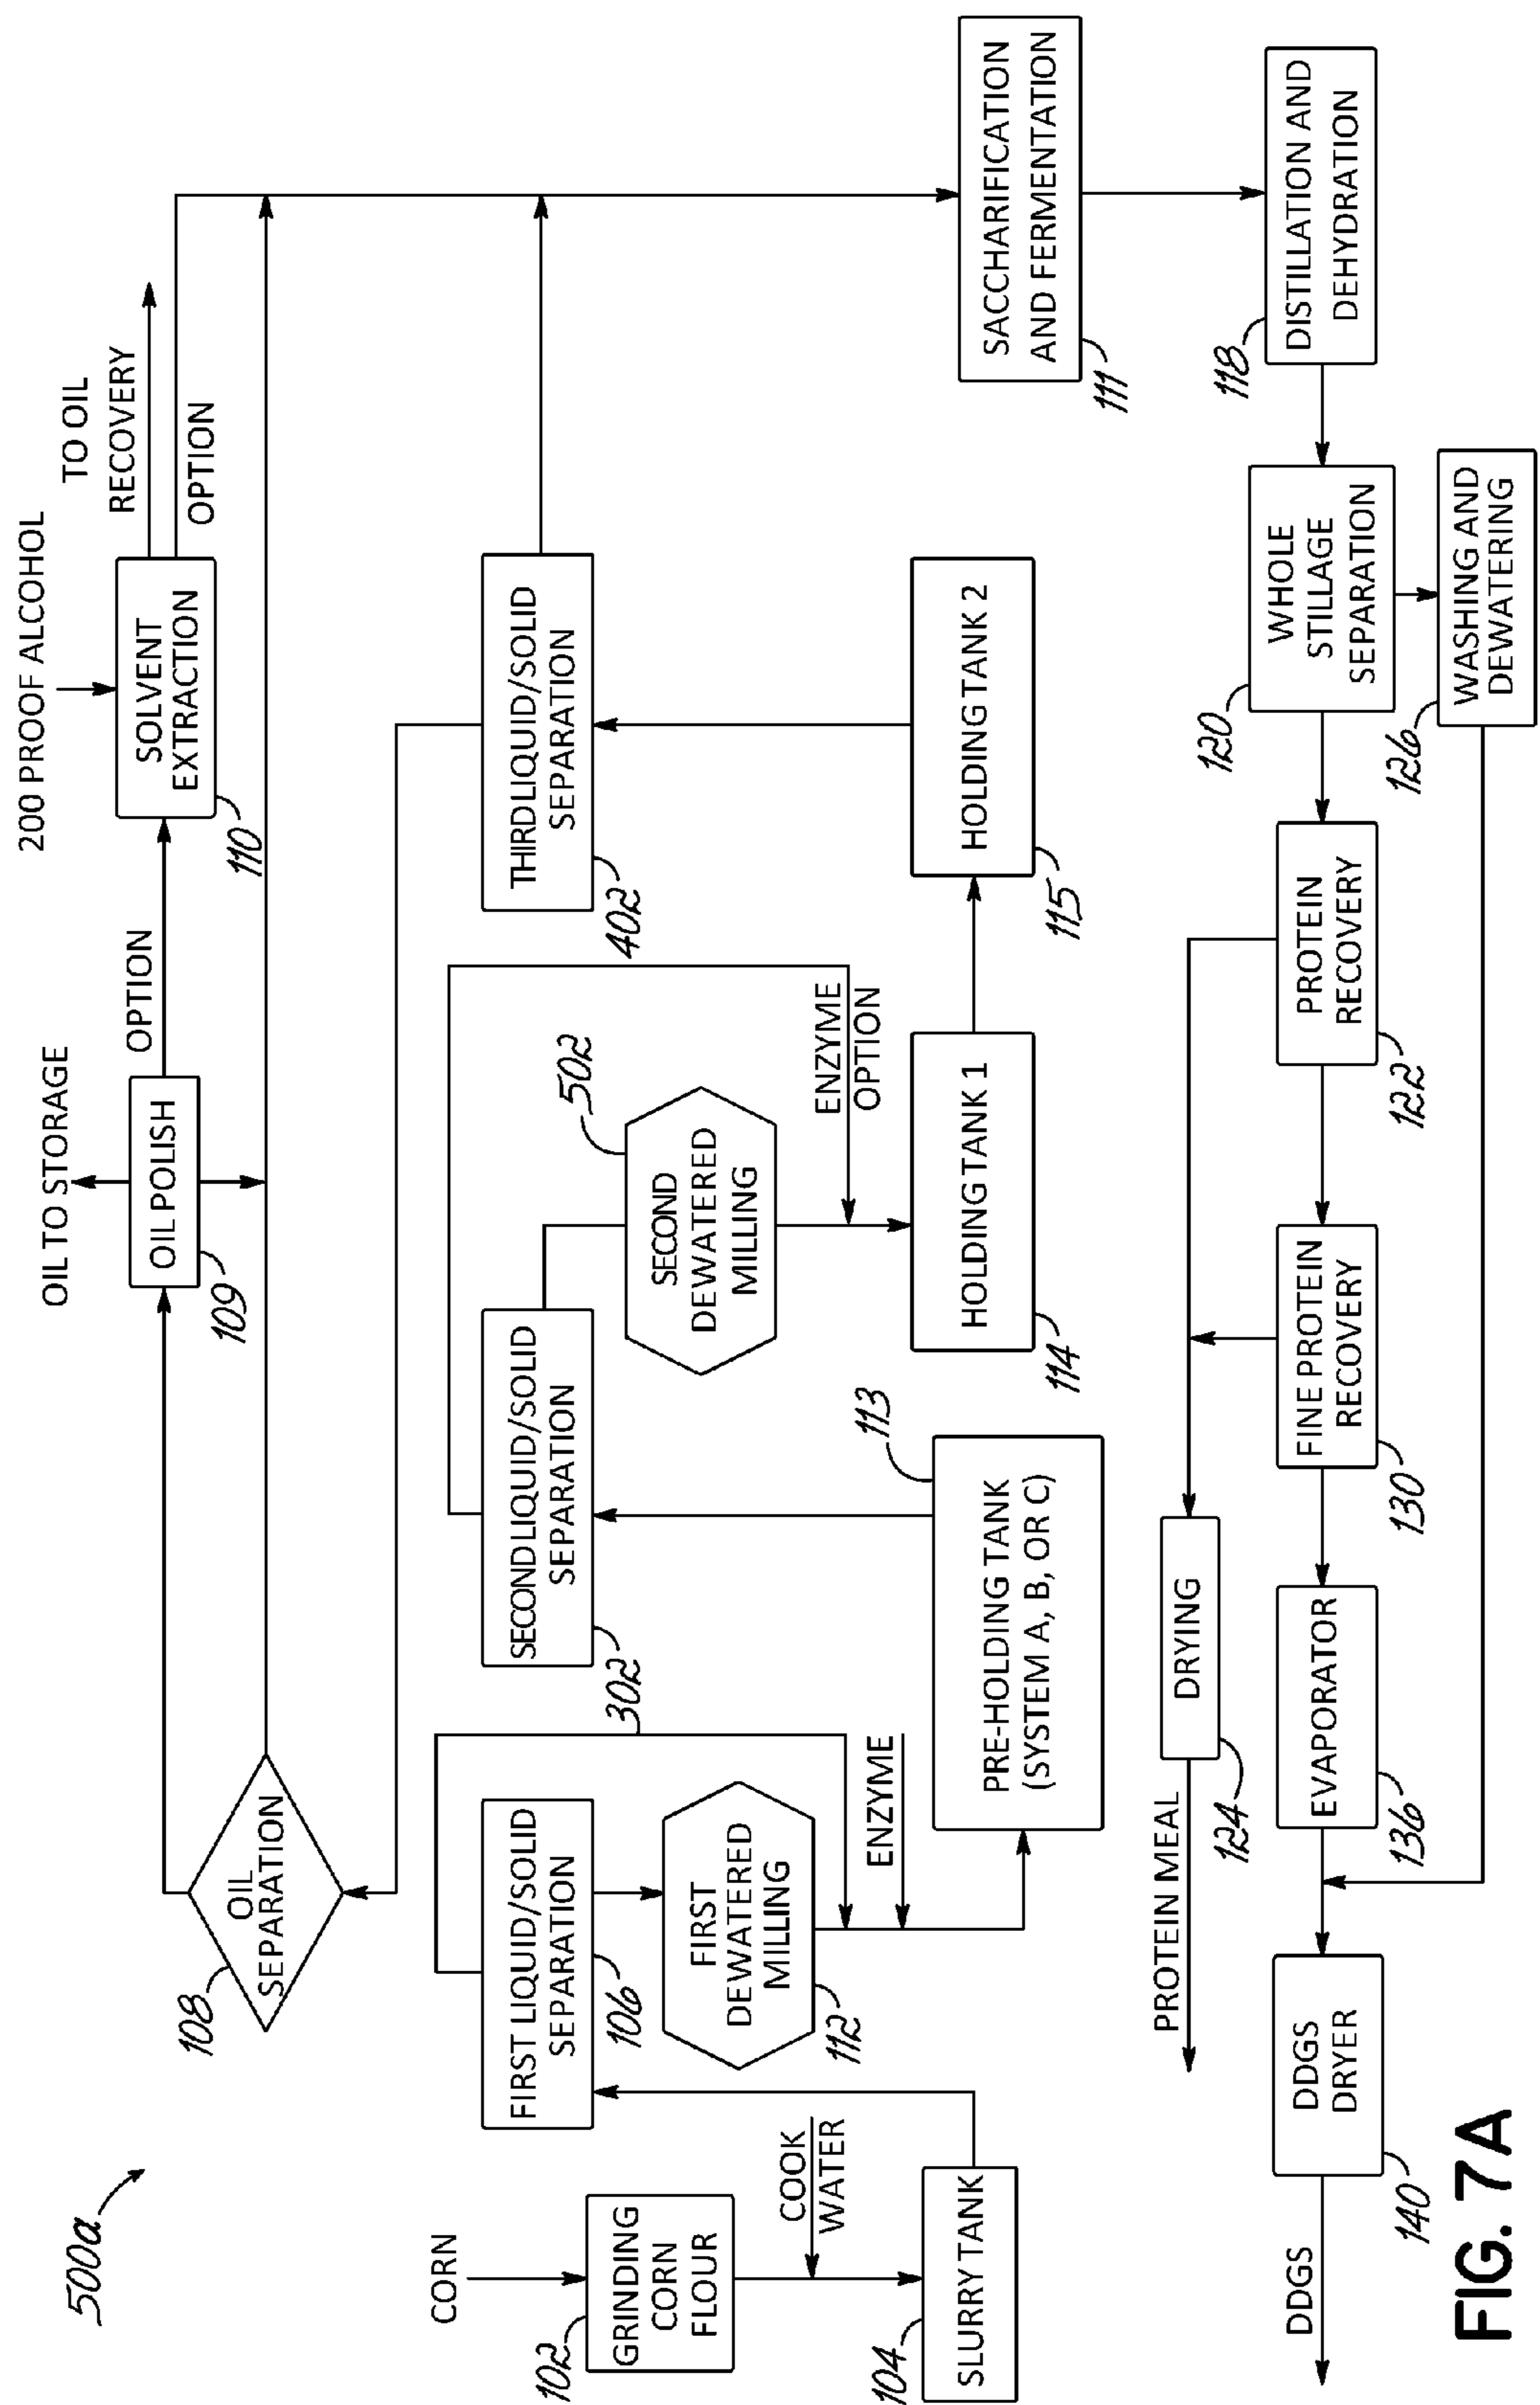 500a
OIL TO STORAGE
200 PROOF ALCOHOL
OIL POLISH
109
OPTION
SOLVENT
EXTRACTION
110
TO OIL
RECOVERY
OPTION
108
OIL
SEPARATION
CORN
102
GRINDING
CORN
FLOUR
COOK
WATER
104
SLURRY TANK
FIRST LIQUID/SOLID
SEPARATION
106
FIRST
DEWATERED
MILLING
112
ENZYME
302
SECOND LIQUID/SOLID
SEPARATION
113
PRE-HOLDING TANK
(SYSTEM A, B, OR C)
502
SECOND
DEWATERED
MILLING
ENZYME
OPTION
HOLDING TANK 1
114
THIRD LIQUID/SOLID
SEPARATION
402
HOLDING TANK 2
115
SACCHARIFICATION
AND FERMENTATION
111
DISTILLATION AND
DEHYDRATION
118
WHOLE
STILLAGE
SEPARATION
120
WASHING AND
DEWATERING
126
PROTEIN
RECOVERY
122
FINE PROTEIN
RECOVERY
130
DRYING
124
PROTEIN MEAL
EVAPORATOR
136
DDGS
DRYER
140
DDGS
FIG. 7A